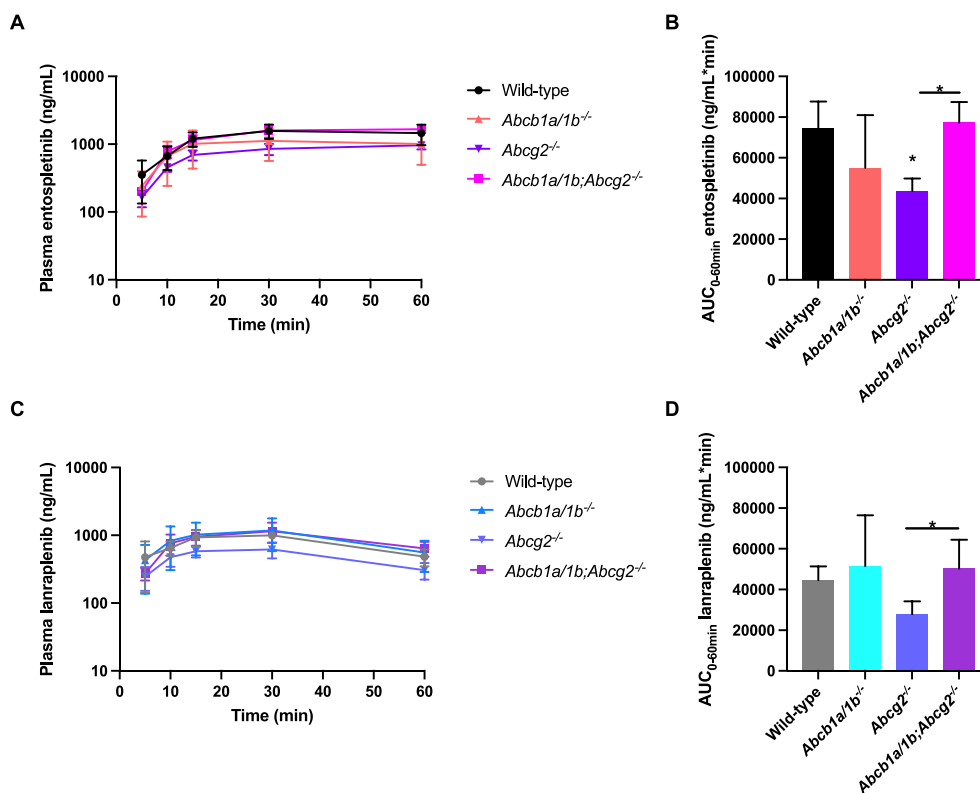 A
Plasma entospletinib (ng/mL)
10000
1000
100
10
0
10
20
30
40
50
60
Time (min)
Wild-type
Abcb1a/1b-/-
Abcg2-/-
Abcb1a/1b;Abcg2-/-
B
AUC0-60min entospletinib (ng/mL*min)
100000
80000
60000
40000
20000
0
*
*
Wild-type
Abcb1a/1b-/-
Abcg2-/-
Abcb1a/1b;Abcg2-/-
C
Plasma lanraplenib (ng/mL)
10000
1000
100
10
0
10
20
30
40
50
60
Time (min)
Wild-type
Abcb1a/1b-/-
Abcg2-/-
Abcb1a/1b;Abcg2-/-
D
AUC0-60min lanraplenib (ng/mL*min)
100000
80000
60000
40000
20000
0
*
Wild-type
Abcb1a/1b-/-
Abcg2-/-
Abcb1a/1b;Abcg2-/-